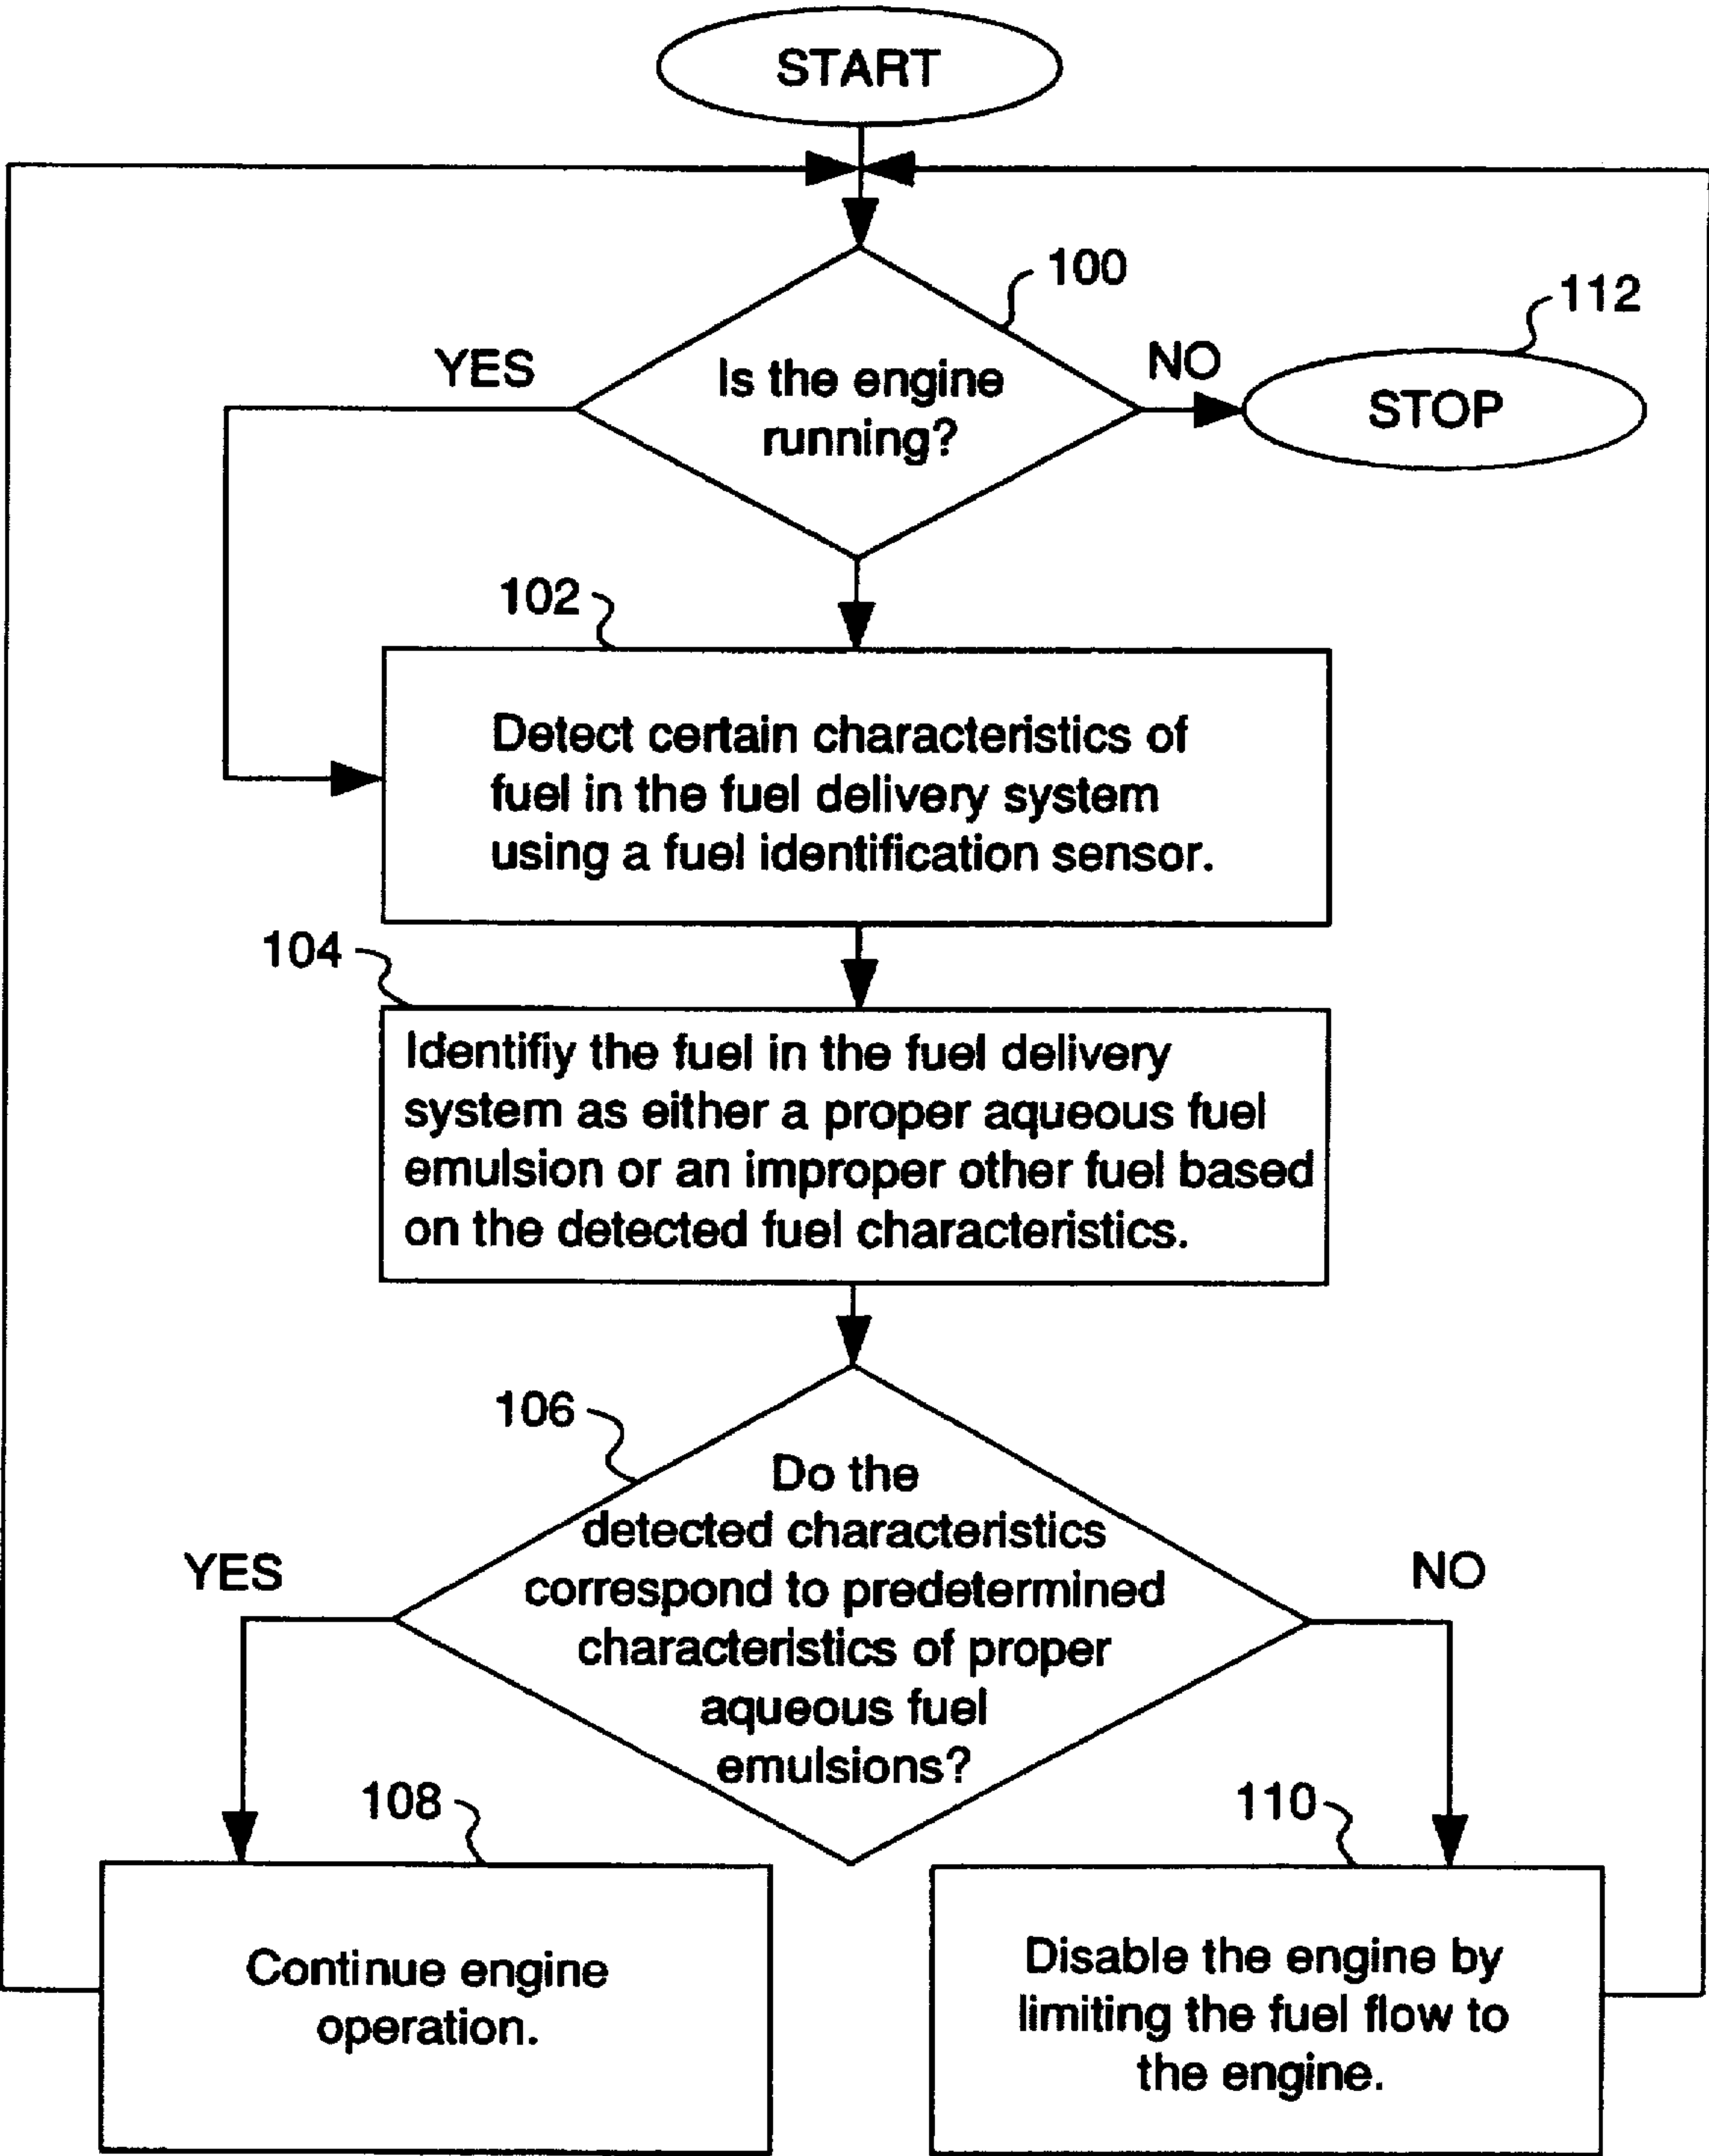 START
100
112
YES
Is the engine
running?
NO
STOP
102
Detect certain characteristics of
fuel in the fuel delivery system
using a fuel identification sensor.
104
Identifiy the fuel in the fuel delivery
system as either a proper aqueous fuel
emulsion or an improper other fuel based
on the detected fuel characteristics.
106
Do the
detected characteristics
correspond to predetermined
characteristics of proper
aqueous fuel
emulsions?
YES
NO
108
110
Continue engine
operation.
Disable the engine by
limiting the fuel flow to
the engine.